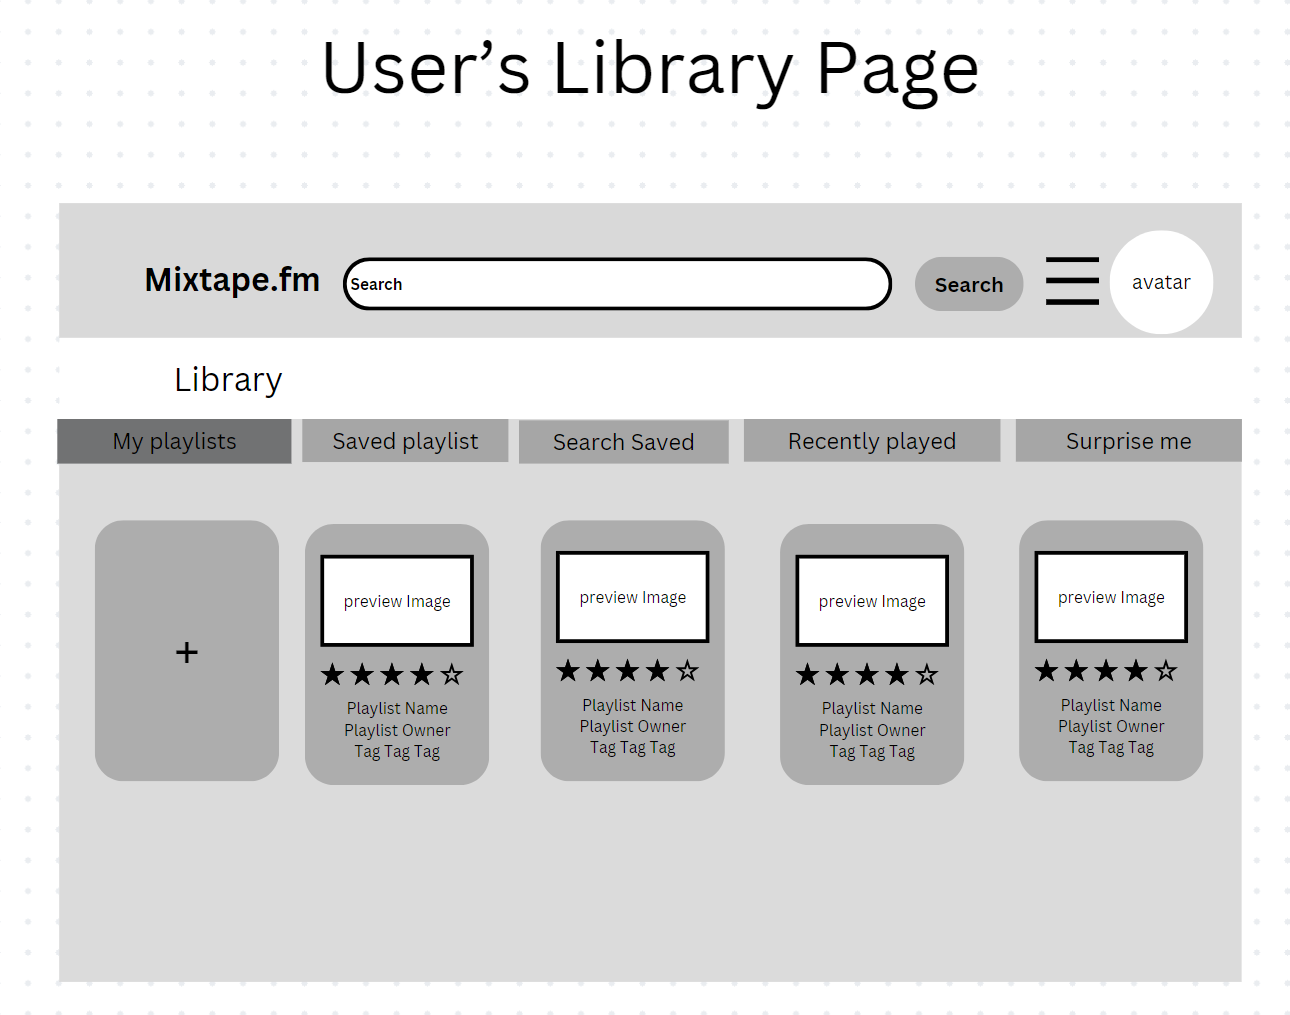 User’s Library Page
Mixtape.fm
Search
Search
avatar
Library
My playlists
Saved playlist
Search Saved
Recently played
Surprise me
+
preview Image
★★★★☆
Playlist Name
Playlist Owner
Tag Tag Tag
preview Image
★★★★☆
Playlist Name
Playlist Owner
Tag Tag Tag
preview Image
★★★★☆
Playlist Name
Playlist Owner
Tag Tag Tag
preview Image
★★★★☆
Playlist Name
Playlist Owner
Tag Tag Tag